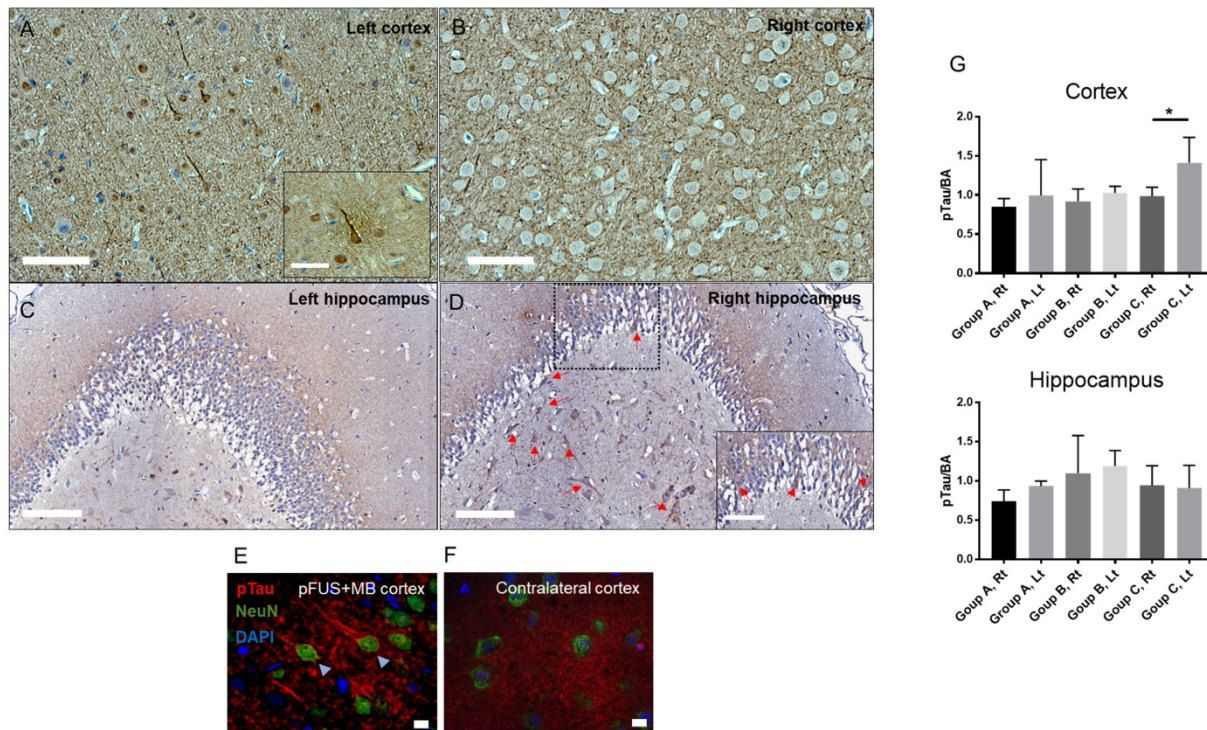 A
Left cortex
B
Right cortex
C
Left hippocampus
D
Right hippocampus
E
pTau
NeuN
DAPI
pFUS+MB cortex
F
Contralateral cortex
G
Cortex
*
pTau/BA
2.0
1.5
1.0
0.5
0.0
Group A, Rt
Group A, Lt
Group B, Rt
Group B, Lt
Group C, Rt
Group C, Lt
Hippocampus
pTau/BA
2.0
1.5
1.0
0.5
0.0
Goup A, Rt
Group A, Lt
Goup B, Rt
Goup B, Lt
Goup C, Rt
Goup C, Lt